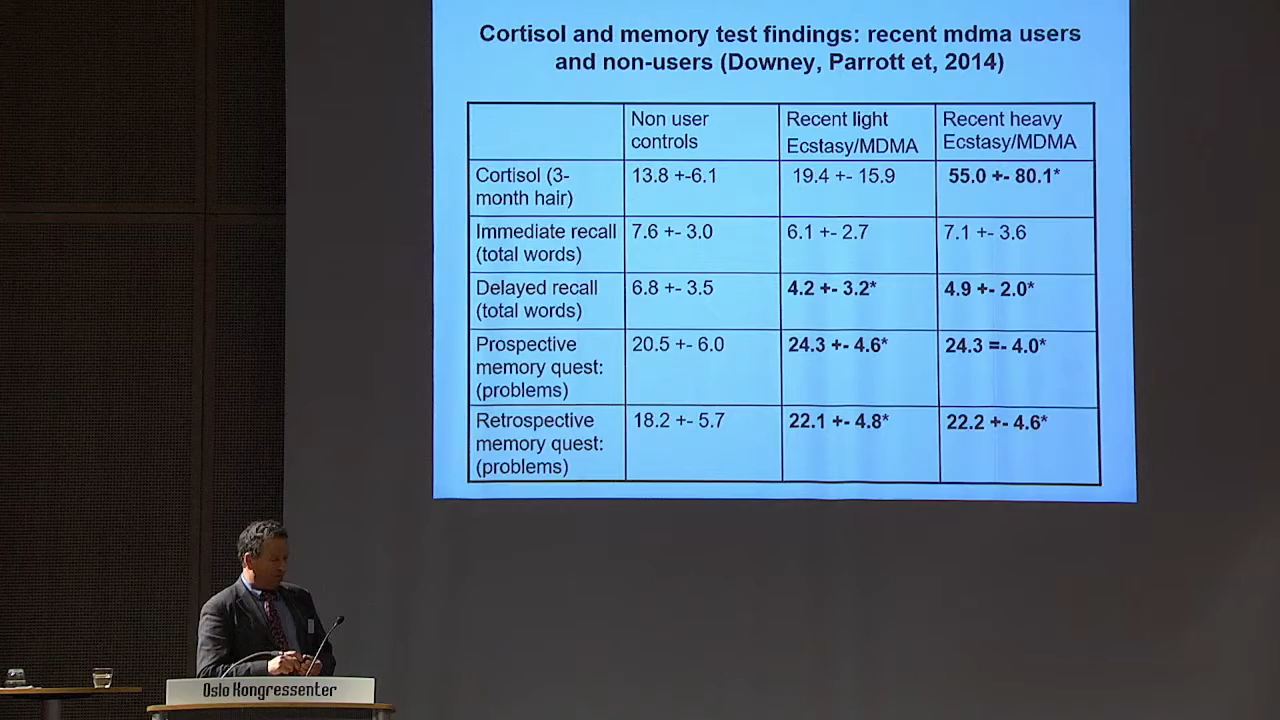 Cortisol and memory test findings: recent mdma users
and non-users (Downey, Parrott et, 2014)
Non user
controls
Recent light
Ecstasy/MDMA
Recent heavy
Ecstasy/MDMA
Cortisol (3-
month hair)
13.8 +-6.1
19.4 +- 15.9
55.0 +- 80.1*
Immediate recall
(total words)
7.6 +- 3.0
6.1 +- 2.7
7.1 +- 3.6
Delayed recall
(total words)
6.8 +- 3.5
4.2 +- 3.2*
4.9 +- 2.0*
Prospective
memory quest:
(problems)
20.5 +- 6.0
24.3 +- 4.6*
24.3 =- 4.0*
Retrospective
memory quest:
(problems)
18.2 +- 5.7
22.1 +- 4.8*
22.2 +- 4.6*
Oslo Kongressenter